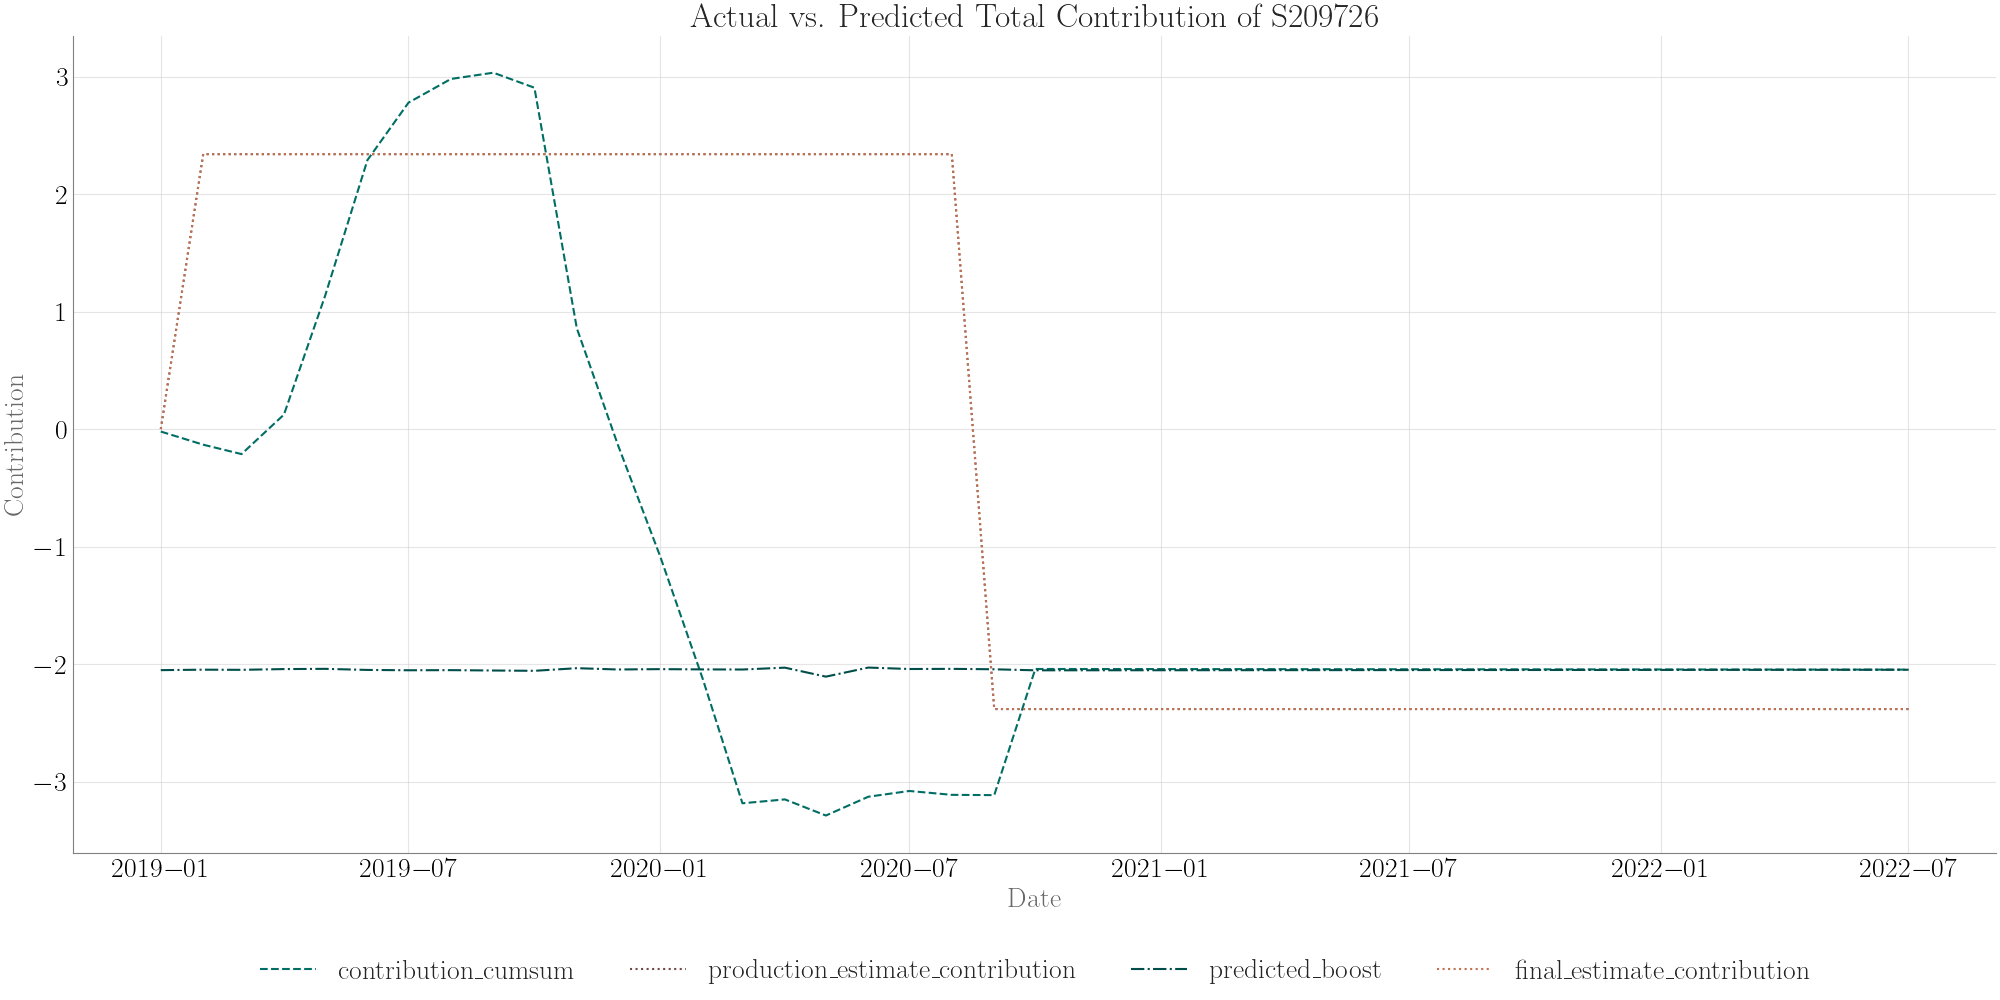 Actual vs. Predicted Total Contribution of S209726
3
2
1
0
−1
−2
−3
Contribution
2019−01 2019−07 2020−01 2020−07 2021−01 2021−07 2022−01 2022−07
Date
contribution_cumsum production_estimate_contribution predicted_boost final_estimate_contribution